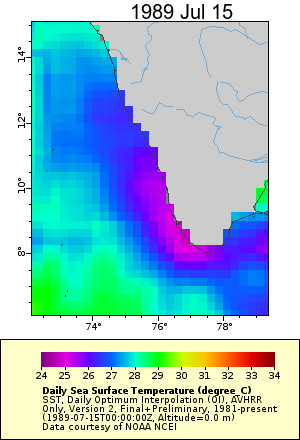 1989 Jul 15
14°
12°
10°
8°
74° 76° 78°
24 25 26 27 28 29 30 31 32 33 34
Daily Sea Surface Temperature (degree_C)
SST, Daily Optimum Interpolation (OI), AVHRR
Only, Version 2, Final+Preliminary, 1981-present
(1989-07-15T00:00:00Z, Altitude=0.0 m)
Data courtesy of NOAA NCEI